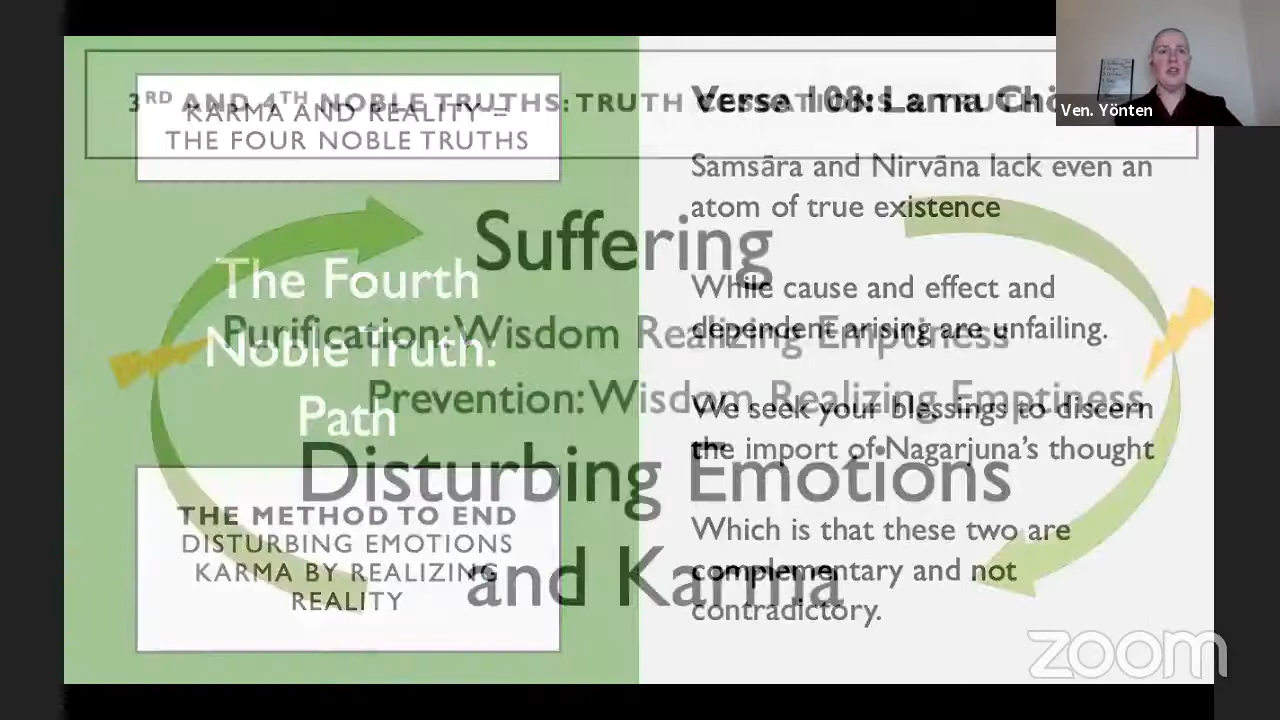 3RD AND 4TH NOBLE TRUTHS: TRUTH CESSATIONS & TRUTH
KARMA AND REALITY –
THE FOUR NOBLE TRUTHS
Suffering
The Fourth
Noble Truth:
Path
Purification: Wisdom Realizing Emptiness
Prevention: Wisdom Realizing Emptiness
Disturbing Emotions
and Karma
THE METHOD TO END
DISTURBING EMOTIONS
KARMA BY REALIZING
REALITY
Verse 108: Lama Chö
Samsāra and Nirvāna lack even an
atom of true existence
While cause and effect and
dependent arising are unfailing.
We seek your blessings to discern
the import of Nagarjuna's thought
Which is that these two are
complementary and not
contradictory.
Ven. Yönten
zoom